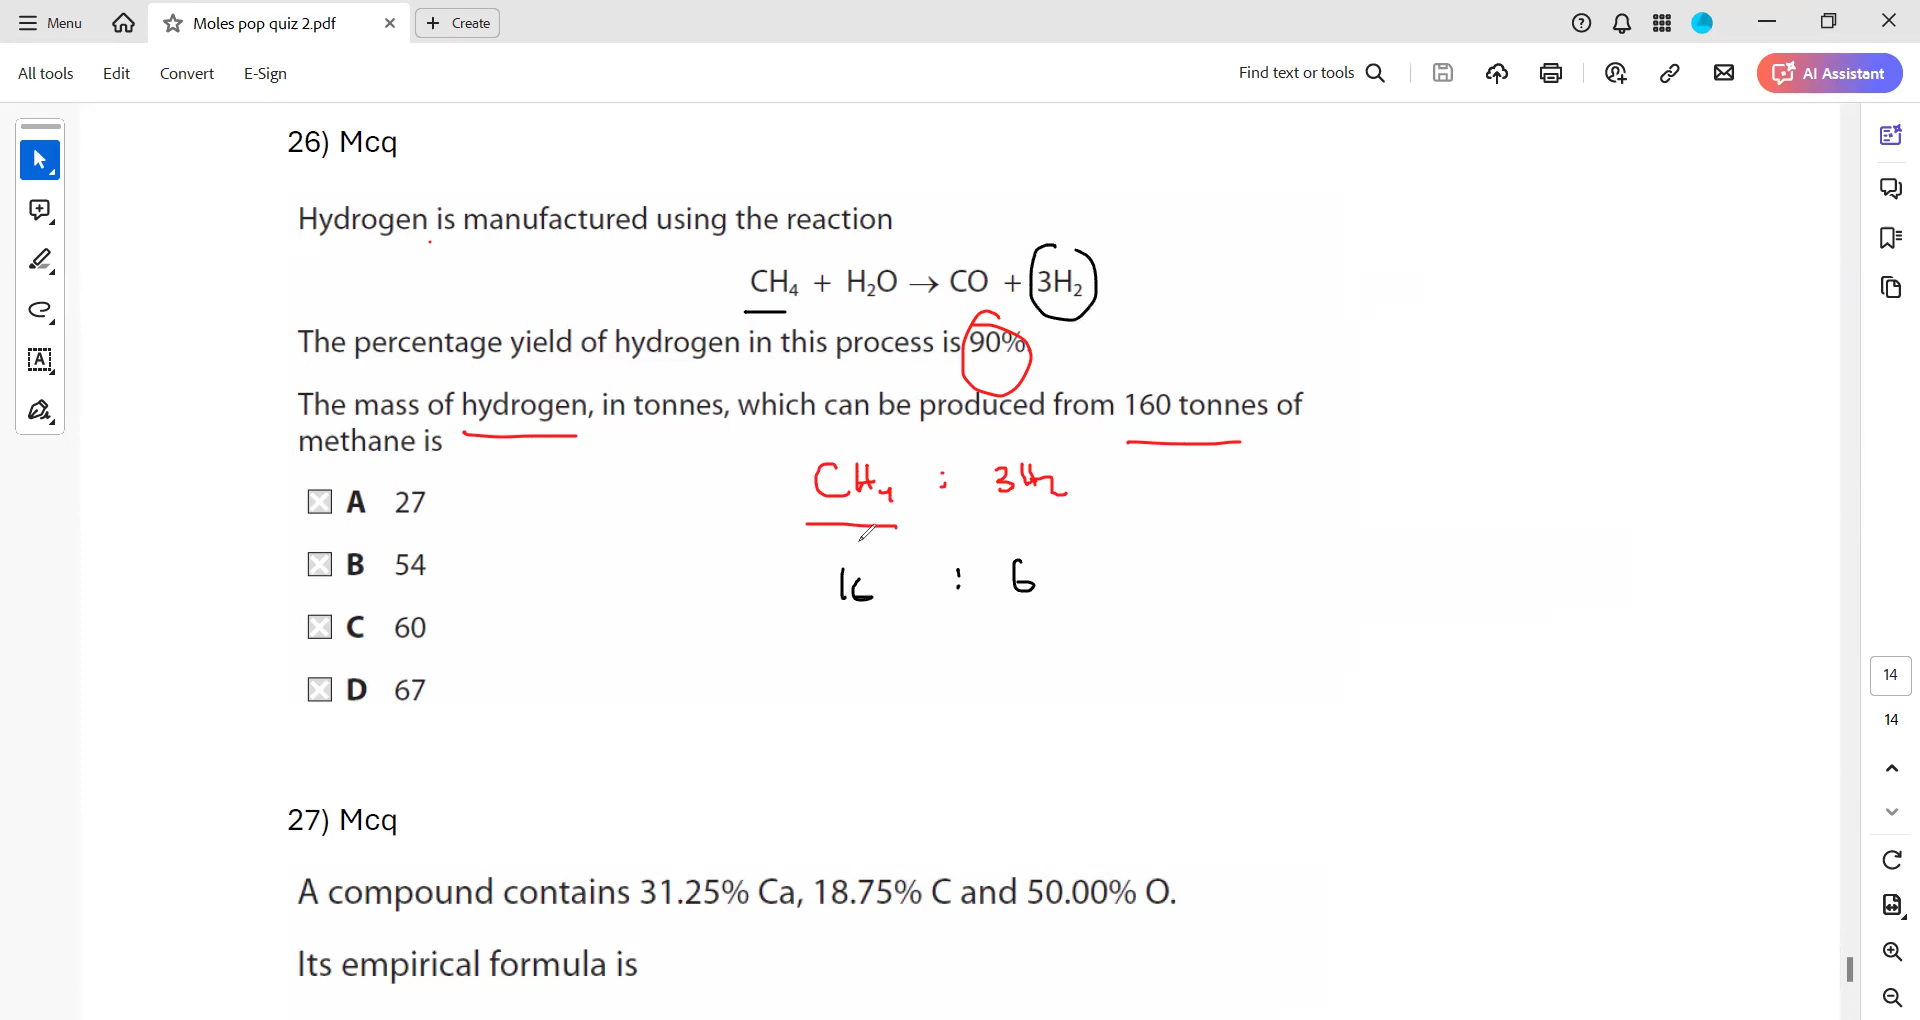 Menu
Moles pop quiz 2.pdf
Create
All tools
Edit
Convert
E-Sign
Find text or tools
AI Assistant
26) Mcq
Hydrogen is manufactured using the reaction
CH₄ + H₂O → CO + 3H₂
The percentage yield of hydrogen in this process is 90%
The mass of hydrogen, in tonnes, which can be produced from 160 tonnes of
methane is
CH₄ : 3H₂
A 27
B 54
16 : 6
C 60
D 67
14
14
27) Mcq
A compound contains 31.25% Ca, 18.75% C and 50.00% O.
Its empirical formula is